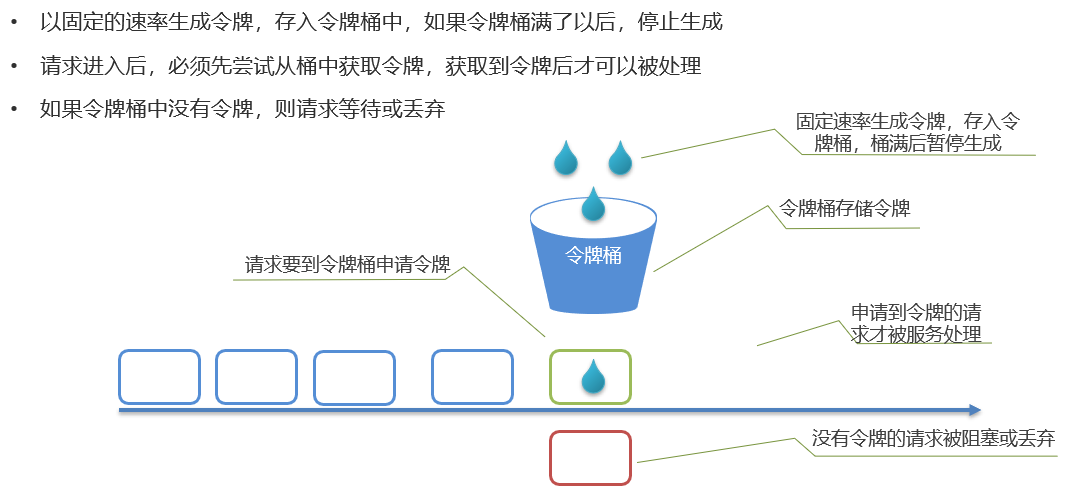 • 以固定的速率生成令牌，存入令牌桶中，如果令牌桶满了以后，停止生成
• 请求进入后，必须先尝试从桶中获取令牌，获取到令牌后才可以被处理
• 如果令牌桶中没有令牌，则请求等待或丢弃
固定速率生成令牌，存入令
牌桶，桶满后暂停生成
令牌桶存储令牌
令牌桶
请求要到令牌桶申请令牌
申请到令牌的请
求才被服务处理
没有令牌的请求被阻塞或丢弃